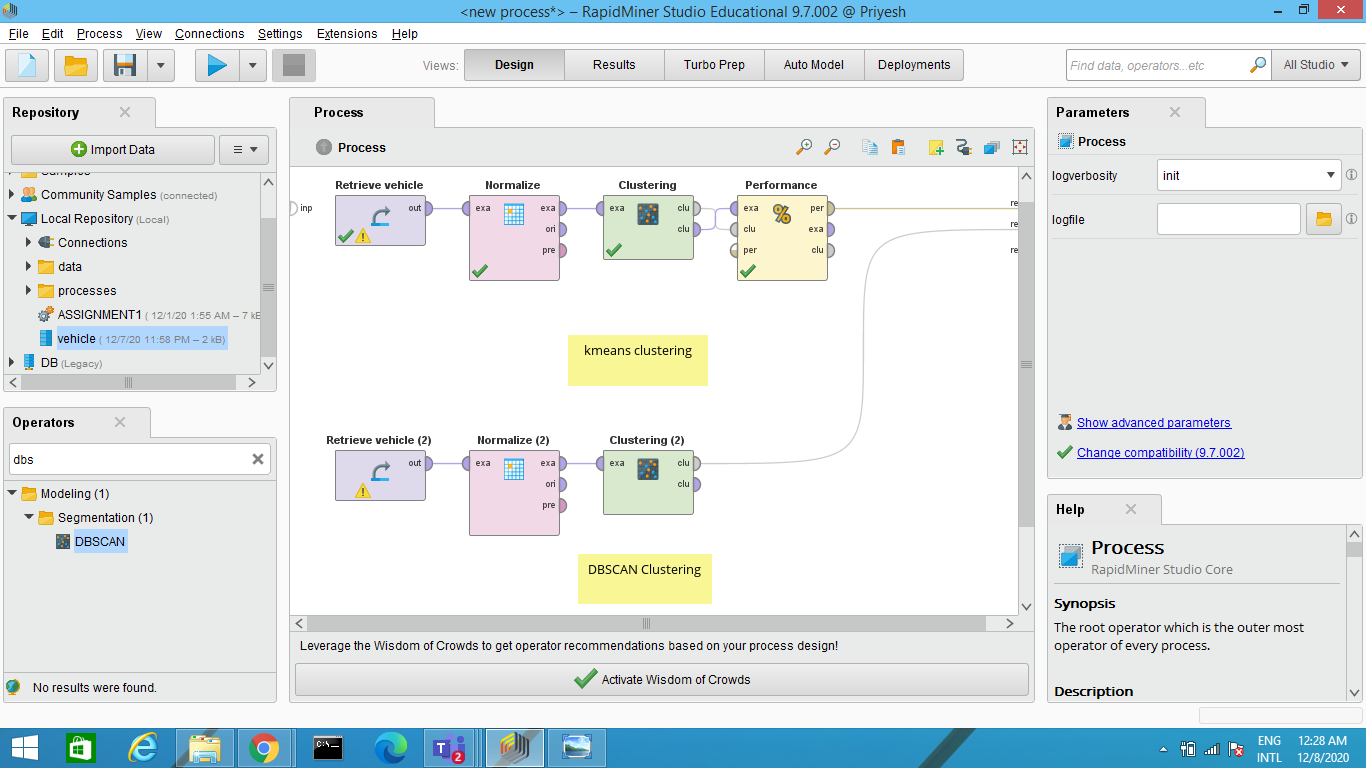 <new process*> – RapidMiner Studio Educational 9.7.002 @ Priyesh
File Edit Process View Connections Settings Extensions Help
Views: Design Results Turbo Prep Auto Model Deployments
Find data, operators...etc
All Studio
Repository
Import Data
Samples
Community Samples (connected)
Local Repository (Local)
Connections
data
processes
ASSIGNMENT1 ( 12/1/20 1:55 AM – 7 kB
vehicle ( 12/7/20 11:58 PM – 2 kB)
DB (Legacy)
Operators
dbs
Modeling (1)
Segmentation (1)
DBSCAN
No results were found.
Process
Process
inp
Retrieve vehicle
out
Normalize
exa exa
ori
pre
Clustering
exa clu
clu
Performance
% exa per
clu exa
per clu
re
re
re
kmeans clustering
Retrieve vehicle (2)
out
Normalize (2)
exa exa
ori
pre
Clustering (2)
exa clu
clu
DBSCAN Clustering
Leverage the Wisdom of Crowds to get operator recommendations based on your process design!
Activate Wisdom of Crowds
Parameters
Process
logverbosity init
logfile
Show advanced parameters
Change compatibility (9.7.002)
Help
Process
RapidMiner Studio Core
Synopsis
The root operator which is the outer most
operator of every process.
Description
C:\_
2
ENG
INTL
12:28 AM
12/8/2020